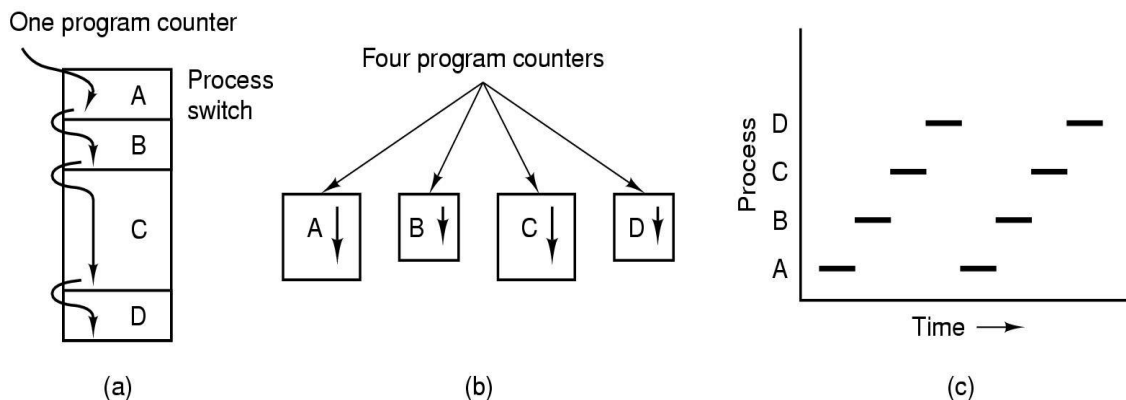 One program counter
Process
switch
A
B
C
D
(a)
Four program counters
A
B
C
D
(b)
Process
D
C
B
A
Time
(c)